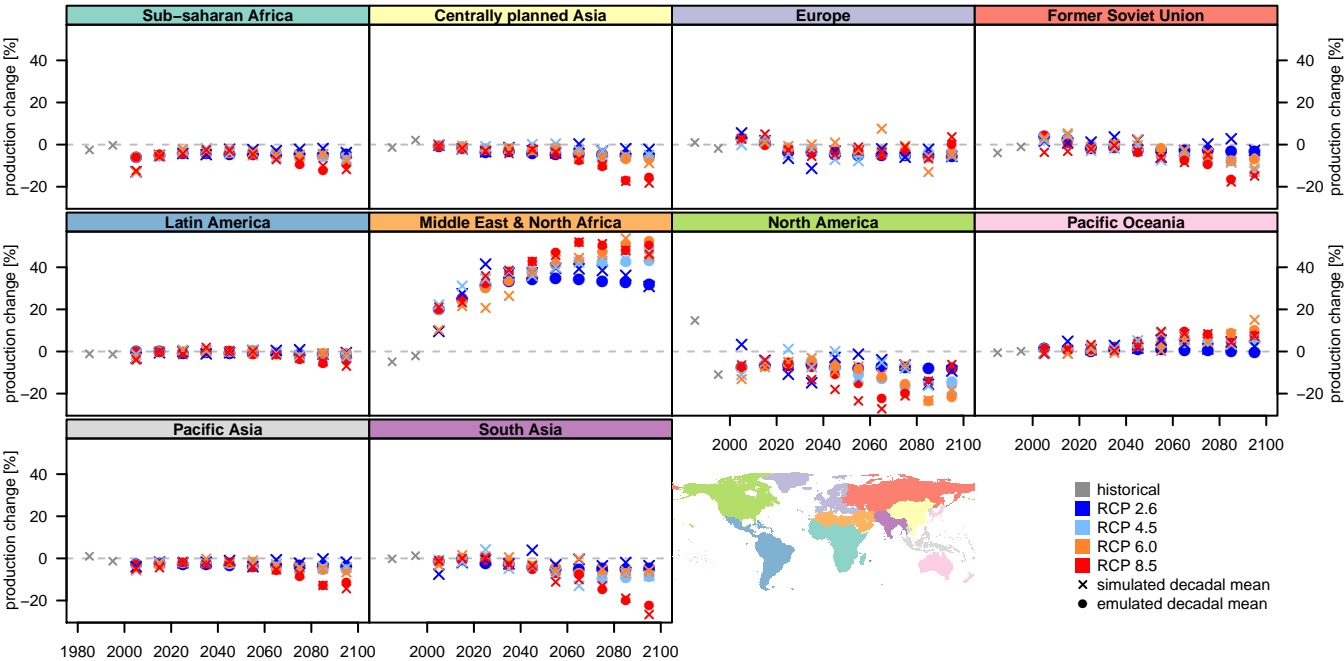 Sub−saharan Africa
Centrally planned Asia
Europe
Former Soviet Union
production change [%]
40
20
0
−20
40
20
0
−20
production change [%]
Latin America
Middle East & North Africa
North America
Pacific Oceania
production change [%]
40
20
0
−20
40
20
0
−20
production change [%]
2000 2020 2040 2060 2080 2100
1980 2000 2020 2040 2060 2080 2100
Pacific Asia
South Asia
production change [%]
40
20
0
−20
1980 2000 2020 2040 2060 2080
2000 2020 2040 2060 2080 2100
historical
RCP 2.6
RCP 4.5
RCP 6.0
RCP 8.5
simulated decadal mean
emulated decadal mean